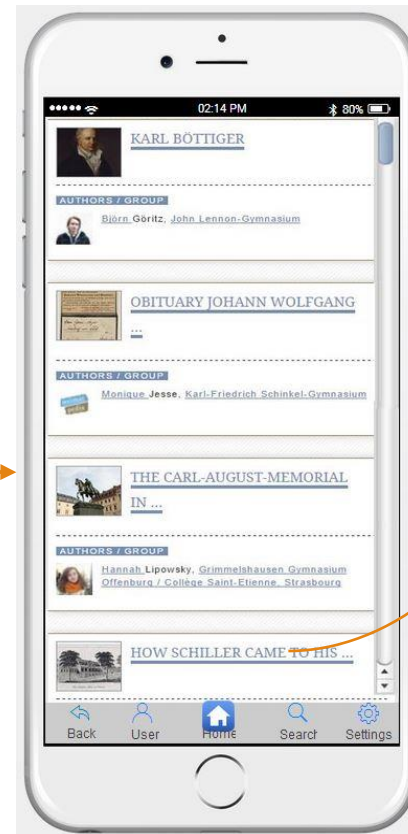 02:14 PM
80%
KARL BÖTTIGER
AUTHORS / GROUP
Björn Göritz, John Lennon-Gymnasium
OBITUARY JOHANN WOLFGANG
...
AUTHORS / GROUP
Monique Jesse, Karl-Friedrich Schinkel-Gymnasium
THE CARL-AUGUST-MEMORIAL
IN ...
AUTHORS / GROUP
Hannah Lipowsky, Grimmelshausen Gymnasium
Offenburg / Collège Saint-Etienne, Strasbourg
HOW SCHILLER CAME TO HIS ...
Back User Home Search Settings